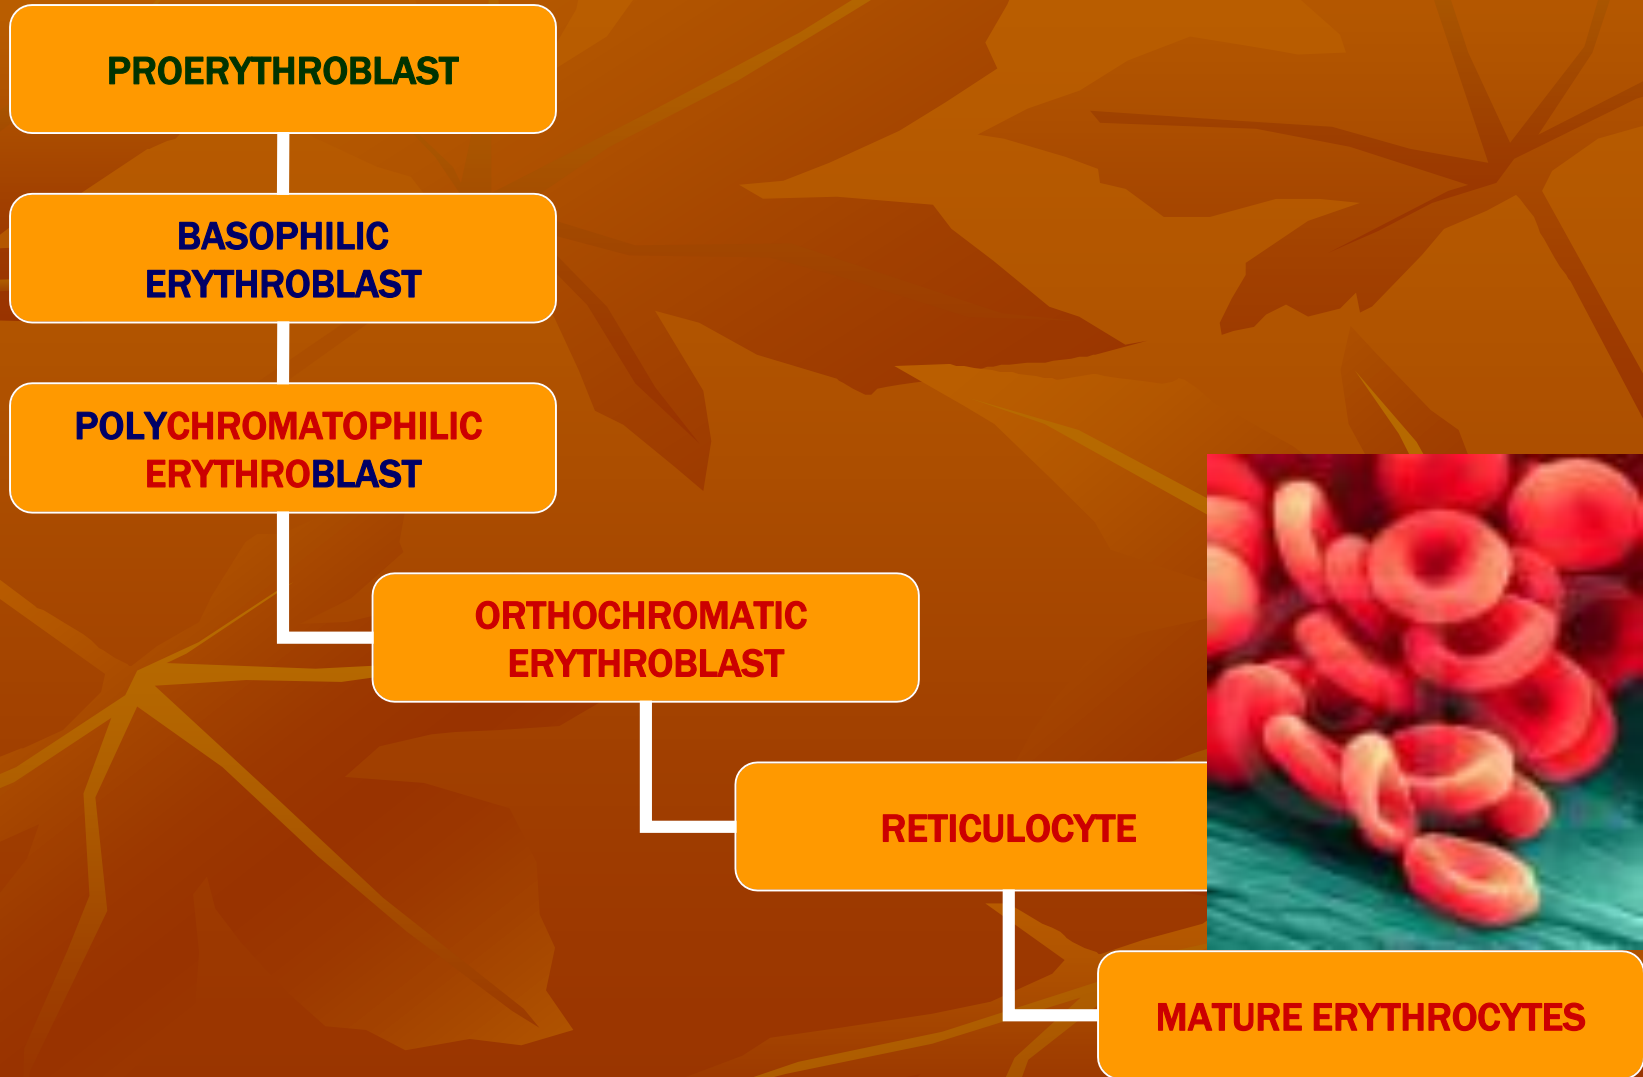 PROERYTHROBLAST
BASOPHILIC
ERYTHROBLAST
POLYCHROMATOPHILIC
ERYTHROBLAST
ORTHOCHROMATIC
ERYTHROBLAST
RETICULOCYTE
MATURE ERYTHROCYTES